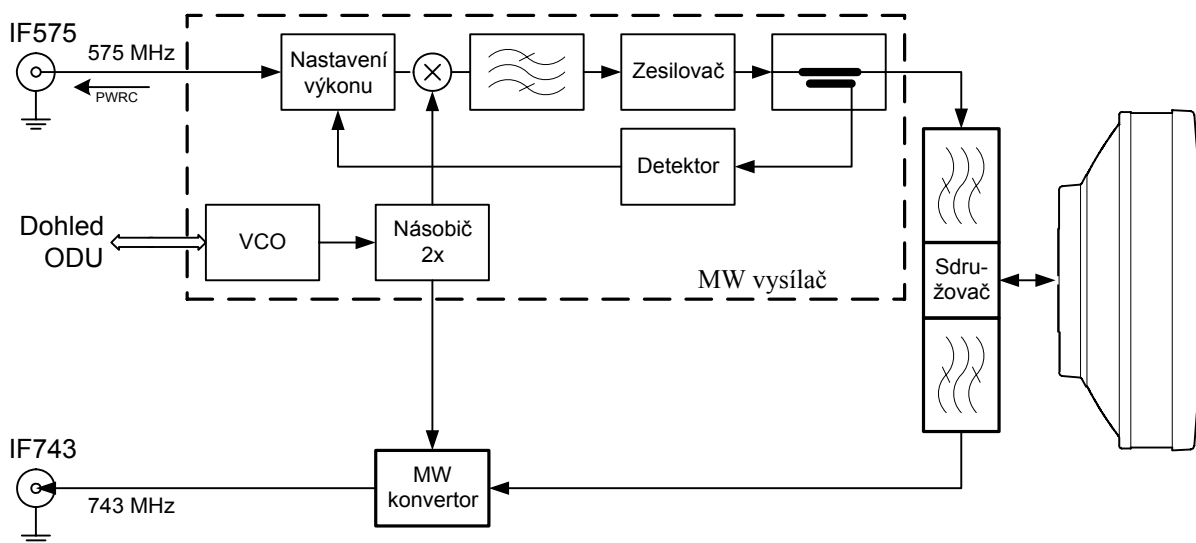 IF575
575 MHz
PWRC
Nastavení
výkonu
Zesilovač
Detektor
Dohled
ODU
VCO
Násobič
2x
MW vysílač
Sdru-
žovač
IF743
743 MHz
MW
konvertor